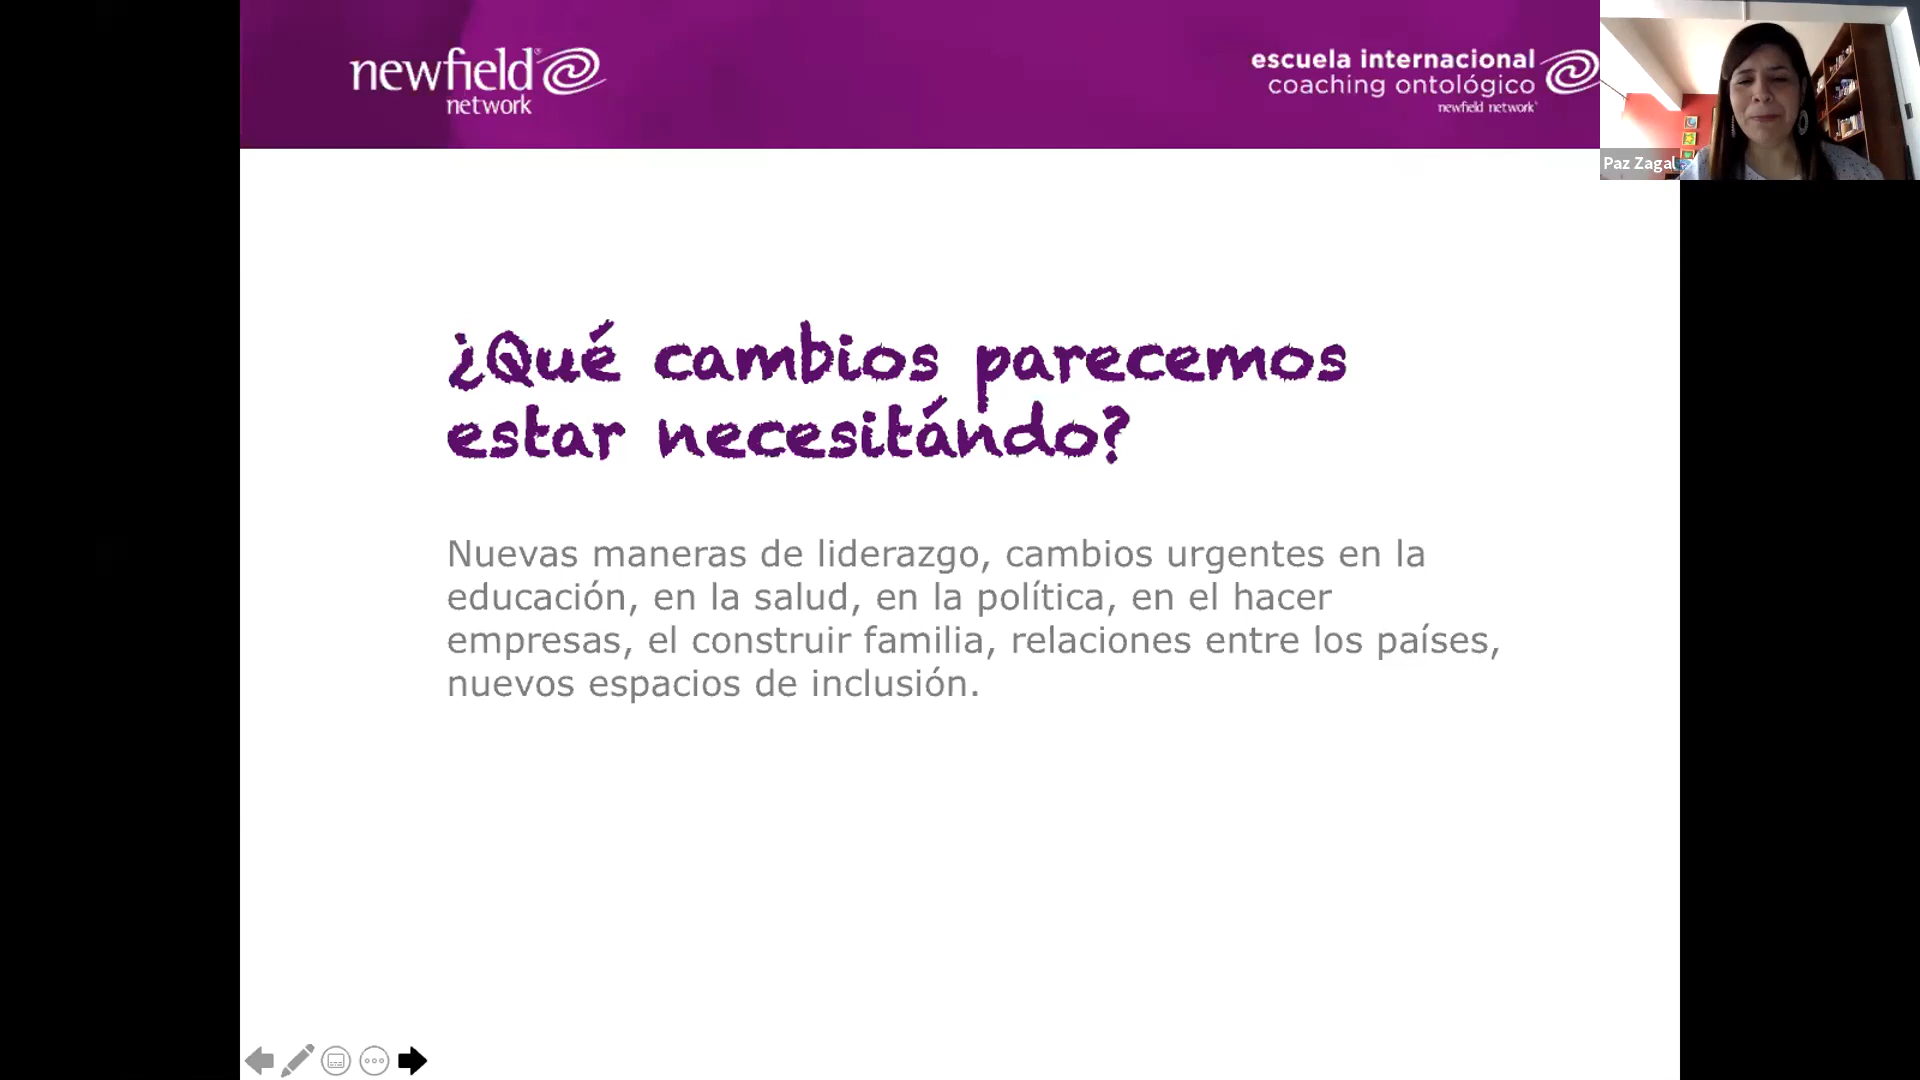 newfield®
network
escuela internacional
coaching ontológico
newfield network®
Paz Zagal
¿Qué cambios parecemos
estar necesitándo?
Nuevas maneras de liderazgo, cambios urgentes en la
educación, en la salud, en la política, en el hacer
empresas, el construir familia, relaciones entre los países,
nuevos espacios de inclusión.